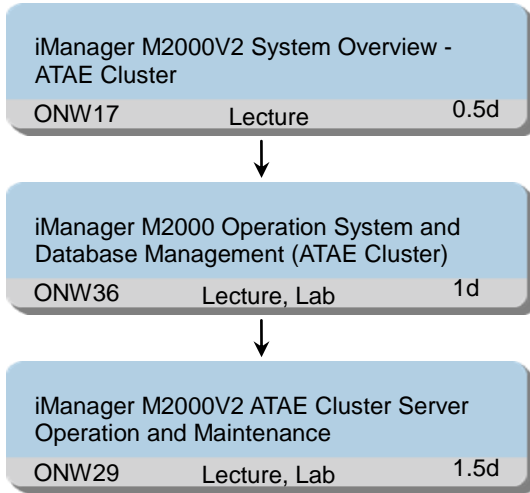 iManager M2000V2 System Overview -
ATAE Cluster
ONW17 Lecture 0.5d
iManager M2000 Operation System and
Database Management (ATAE Cluster)
ONW36 Lecture, Lab 1d
iManager M2000V2 ATAE Cluster Server
Operation and Maintenance
ONW29 Lecture, Lab 1.5d